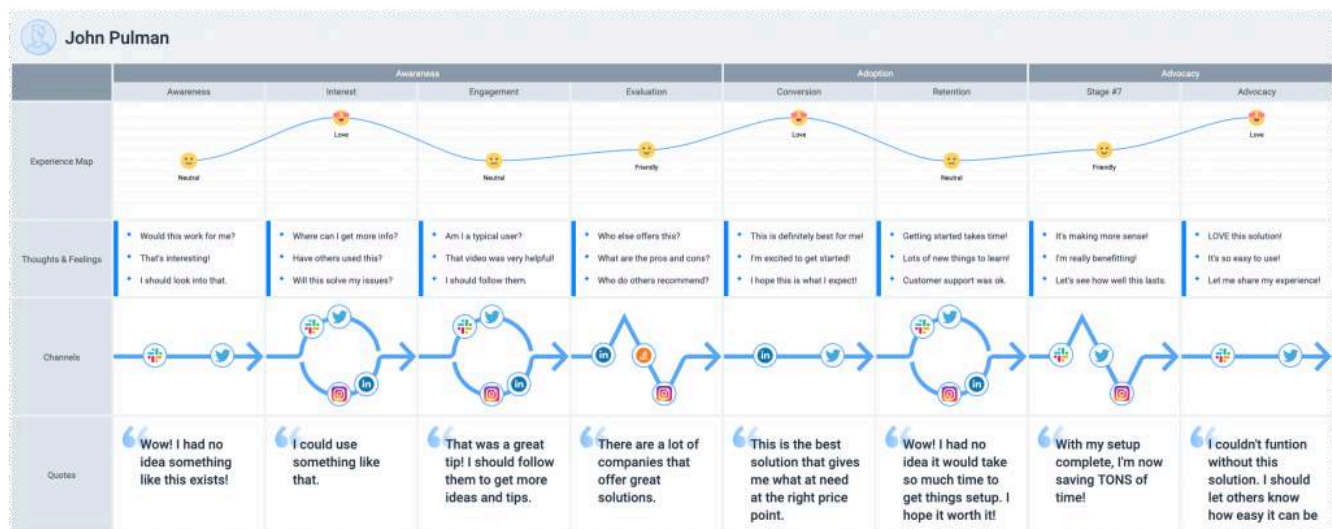 John Pulman
Awareness
Adoption
Advocacy
Awareness
Interest
Engagement
Evaluation
Conversion
Retention
Stage #7
Advocacy
Experience Map
Neutral
Love
Neutral
Friendly
Love
Neutral
Friendly
Love
Thoughts & Feelings
Would this work for me?
That's interesting!
I should look into that.
Where can I get more info?
Have others used this?
Will this solve my issues?
Am I a typical user?
That video was very helpful!
I should follow them.
Who else offers this?
What are the pros and cons?
Who do others recommend?
This is definitely best for me!
I'm excited to get started!
I hope this is what I expect!
Getting started takes time!
Lots of new things to learn!
Customer support was ok.
It's making more sense!
I'm really benefitting!
Let's see how well this lasts.
LOVE this solution!
It's so easy to use!
Let me share my experience!
Channels
in
in
in
in
in
Quotes
Wow! I had no
idea something
like this exists!
I could use
something like
that.
That was a great
tip! I should follow
them to get more
ideas and tips.
There are a lot of
companies that
offer great
solutions.
This is the best
solution that gives
me what at need
at the right price
point.
Wow! I had no
idea it would take
so much time to
get things setup. I
hope it worth it!
With my setup
complete, I'm now
saving TONS of
time!
I couldn't funtion
without this
solution. I should
let others know
how easy it can be